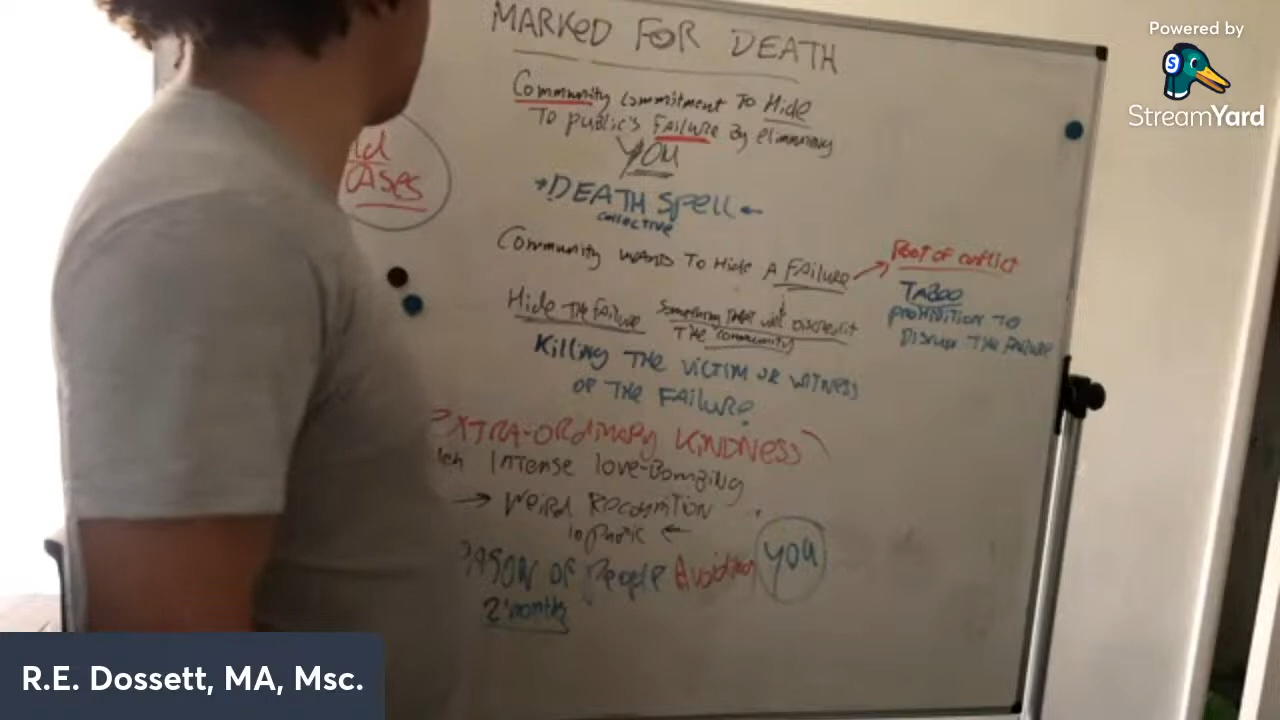 MARKED FOR DEATH
Powered by
StreamYard
Community Commitment To Hide
To public's Failure By
YOU
DEATH Spell
collective
Community wants To Hide A Failure
Root of conflict
TABOO
prohibition TO
THE FAILURE
Hide THE Failure
Something THAT will Discredit
THE community
Killing THE VICTIM OR WITNESS
OF THE FAILURE
XTRA-ORDINARY KINDNESS
Intense love-Bombing
Weird Recognition
in public
ASON OF People Avoiding YOU
2 months
ASES
R.E. Dossett, MA, Msc.